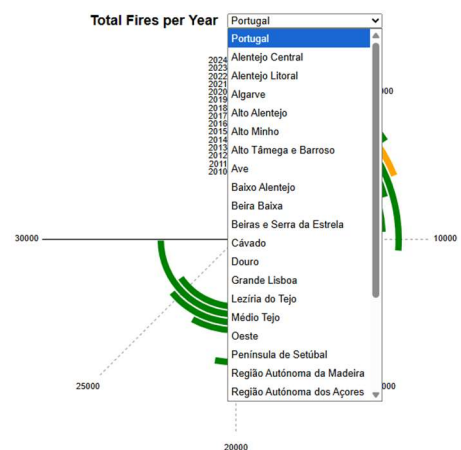 Total Fires per Year
Portugal
Portugal
Alentejo Central
Alentejo Litoral
Algarve
Alto Alentejo
Alto Minho
Alto Tâmega e Barroso
Ave
Baixo Alentejo
Beira Baixa
Beiras e Serra da Estrela
Cávado
Douro
Grande Lisboa
Lezíria do Tejo
Médio Tejo
Oeste
Península de Setúbal
Região Autónoma da Madeira
Região Autónoma dos Açores
2024
2023
2022
2021
2020
2019
2018
2017
2016
2015
2014
2013
2012
2011
2010
30000
10000
25000
20000